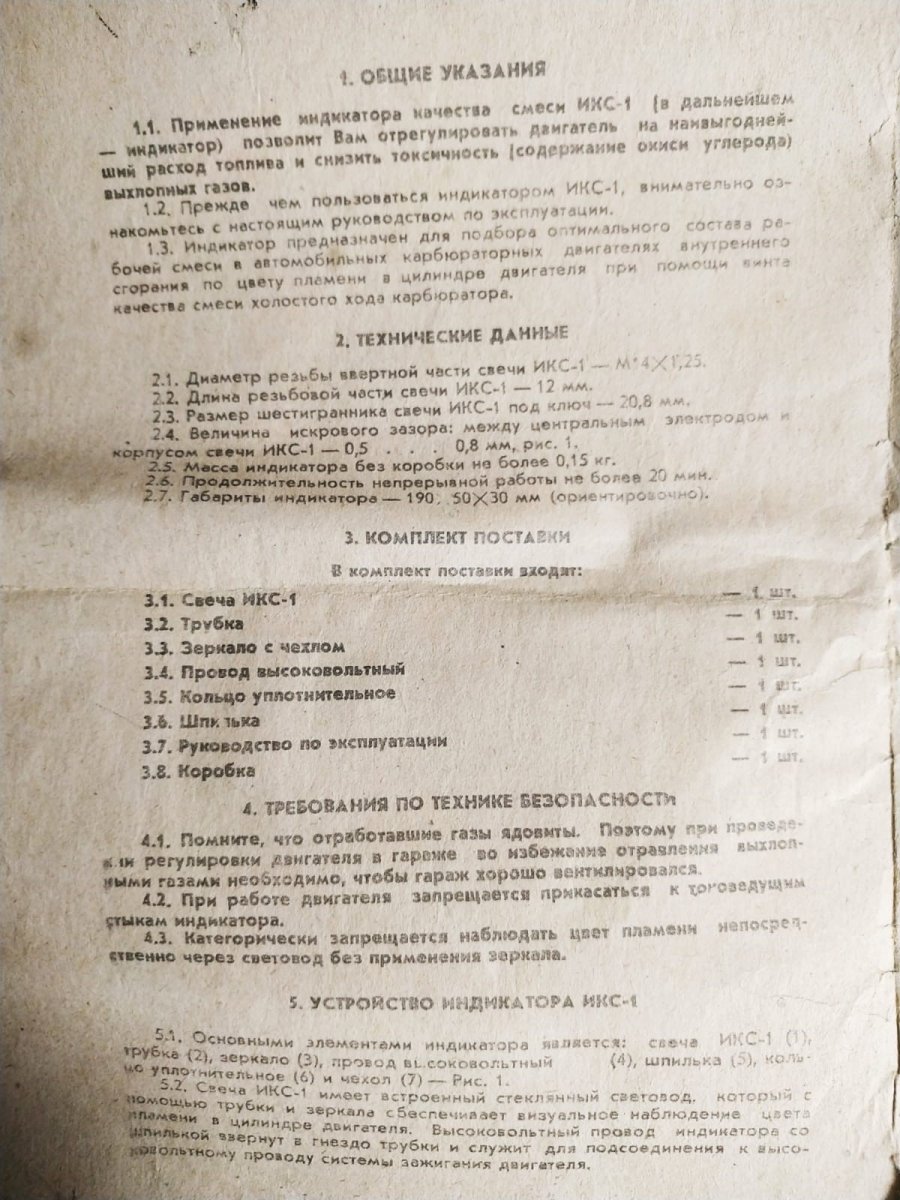 1. ОБЩИЕ УКАЗАНИЯ
1.1. Применение индикатора качества смеси ИКС-1 (в дальнейшем
— индикатор) позволит Вам отрегулировать двигатель на наивыгодней-
ший расход топлива и снизить токсичность (содержание окиси углерода)
выхлопных газов.
1.2. Прежде чем пользоваться индикатором ИКС-1, внимательно оз-
накомьтесь с настоящим руководством по эксплуатации.
1.3. Индикатор предназначен для подбора оптимального состава ра-
бочей смеси в автомобильных карбюраторных двигателях внутреннего
сгорания по цвету пламени в цилиндре двигателя при помощи винта
качества смеси холостого хода карбюратора.
2. ТЕХНИЧЕСКИЕ ДАННЫЕ
2.1. Диаметр резьбы ввертной части свечи ИКС-1 — М14×1,25.
2.2. Длина резьбовой части свечи ИКС-1 — 12 мм.
2.3. Размер шестигранника свечи ИКС-1 под ключ — 20,8 мм.
2.4. Величина искрового зазора: между центральным электродом и
корпусом свечи ИКС-1 — 0,5 . . . 0,8 мм, рис. 1.
2.5. Масса индикатора без коробки не более 0,15 кг.
2.6. Продолжительность непрерывной работы не более 20 мин.
2.7. Габариты индикатора — 190; 50×30 мм (ориентировочно).
3. КОМПЛЕКТ ПОСТАВКИ
В комплект поставки входят:
3.1. Свеча ИКС-1 — 1 шт.
3.2. Трубка — 1 шт.
3.3. Зеркало с чехлом — 1 шт.
3.4. Провод высоковольтный — 1 шт.
3.5. Кольцо уплотнительное — 1 шт.
3.6. Шпилька — 1 шт.
3.7. Руководство по эксплуатации — 1 шт.
3.8. Коробка — 1 шт.
4. ТРЕБОВАНИЯ ПО ТЕХНИКЕ БЕЗОПАСНОСТИ
4.1. Помните, что отработавшие газы ядовиты. Поэтому при проведе-
нии регулировки двигателя в гараже во избежание отравления выхлоп-
ными газами необходимо, чтобы гараж хорошо вентилировался.
4.2. При работе двигателя запрещается прикасаться к токоведущим
стыкам индикатора.
4.3. Категорически запрещается наблюдать цвет пламени непосред-
ственно через световод без применения зеркала.
5. УСТРОЙСТВО ИНДИКАТОРА ИКС-1
5.1. Основными элементами индикатора является: свеча ИКС-1 (1),
трубка (2), зеркало (3), провод высоковольтный (4), шпилька (5), коль-
цо уплотнительное (6) и чехол (7) — Рис. 1.
5.2. Свеча ИКС-1 имеет встроенный стеклянный световод, который с
помощью трубки и зеркала обеспечивает визуальное наблюдение цвета
пламени в цилиндре двигателя. Высоковольтный провод индикатора со
шпилькой ввернут в гнездо трубки и служит для подсоединения к высо-
ковольтному проводу системы зажигания двигателя.